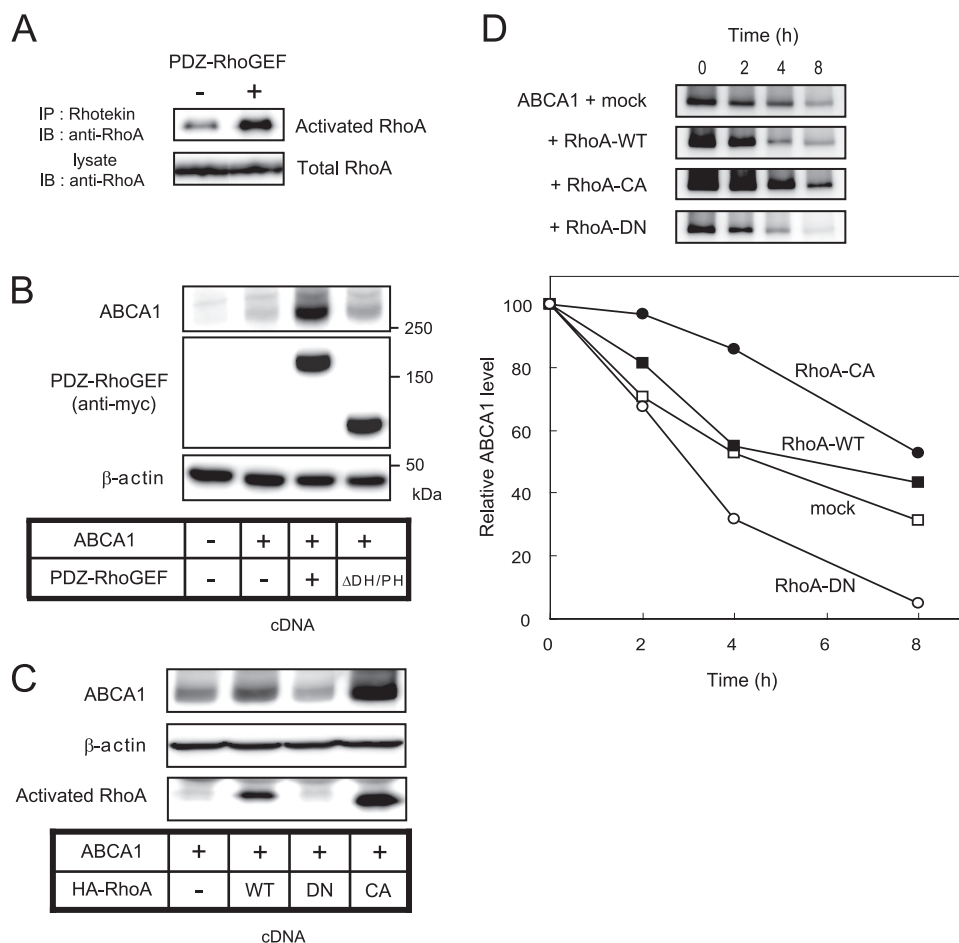 A
PDZ-RhoGEF
- +
IP : Rhotekin
IB : anti-RhoA
Activated RhoA
lysate
IB : anti-RhoA
Total RhoA
B
ABCA1
250
PDZ-RhoGEF
(anti-myc)
150
β-actin
50
kDa
ABCA1 - + + +
PDZ-RhoGEF - - + ΔDH/PH
cDNA
C
ABCA1
β-actin
Activated RhoA
ABCA1 + + + +
HA-RhoA - WT DN CA
cDNA
D
Time (h)
0 2 4 8
ABCA1 + mock
+ RhoA-WT
+ RhoA-CA
+ RhoA-DN
Relative ABCA1 level
100
80
60
40
20
0
RhoA-CA
RhoA-WT
mock
RhoA-DN
0 2 4 6 8
Time (h)